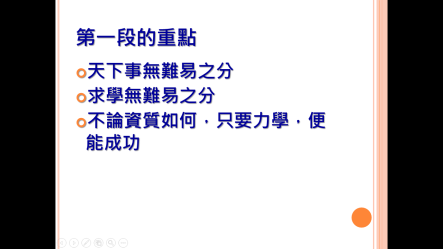 第一段的重點
天下事無難易之分
求學無難易之分
不論資質如何，只要力學，便
能成功